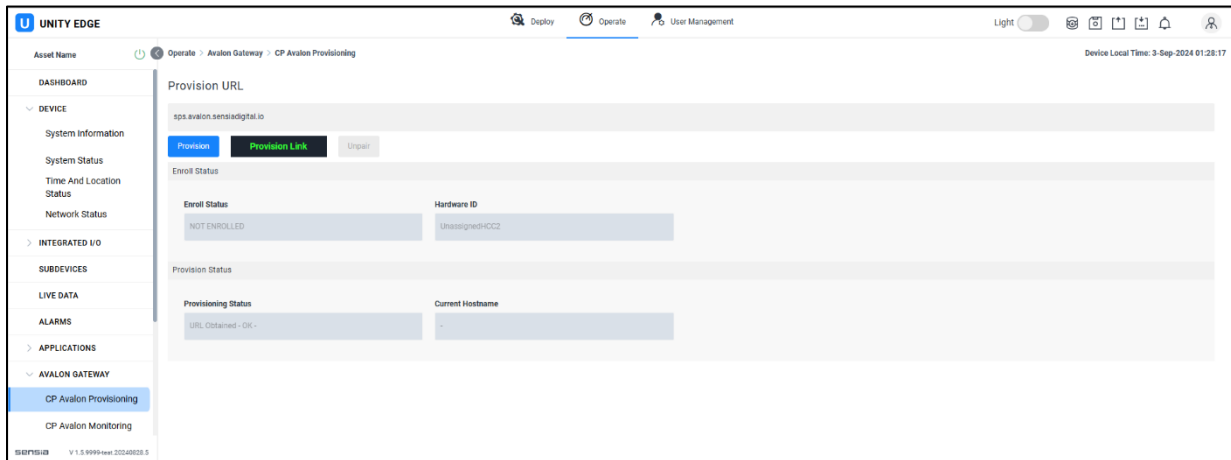 U UNITY EDGE
Deploy
Operate
User Management
Light
Asset Name
Operate > Avalon Gateway > CP Avalon Provisioning
Device Local Time: 3-Sep-2024 01:28:17
DASHBOARD
DEVICE
System Information
System Status
Time And Location
Status
Network Status
INTEGRATED I/O
SUBDEVICES
LIVE DATA
ALARMS
APPLICATIONS
AVALON GATEWAY
CP Avalon Provisioning
CP Avalon Monitoring
sensia V 1.5.9999-test.20240828.5
Provision URL
sps.avalon.sensiadigital.io
Provision
Provision Link
Unpair
Enroll Status
Enroll Status
Hardware ID
NOT ENROLLED
UnassignedHCC2
Provision Status
Provisioning Status
Current Hostname
URL Obtained - OK -
-